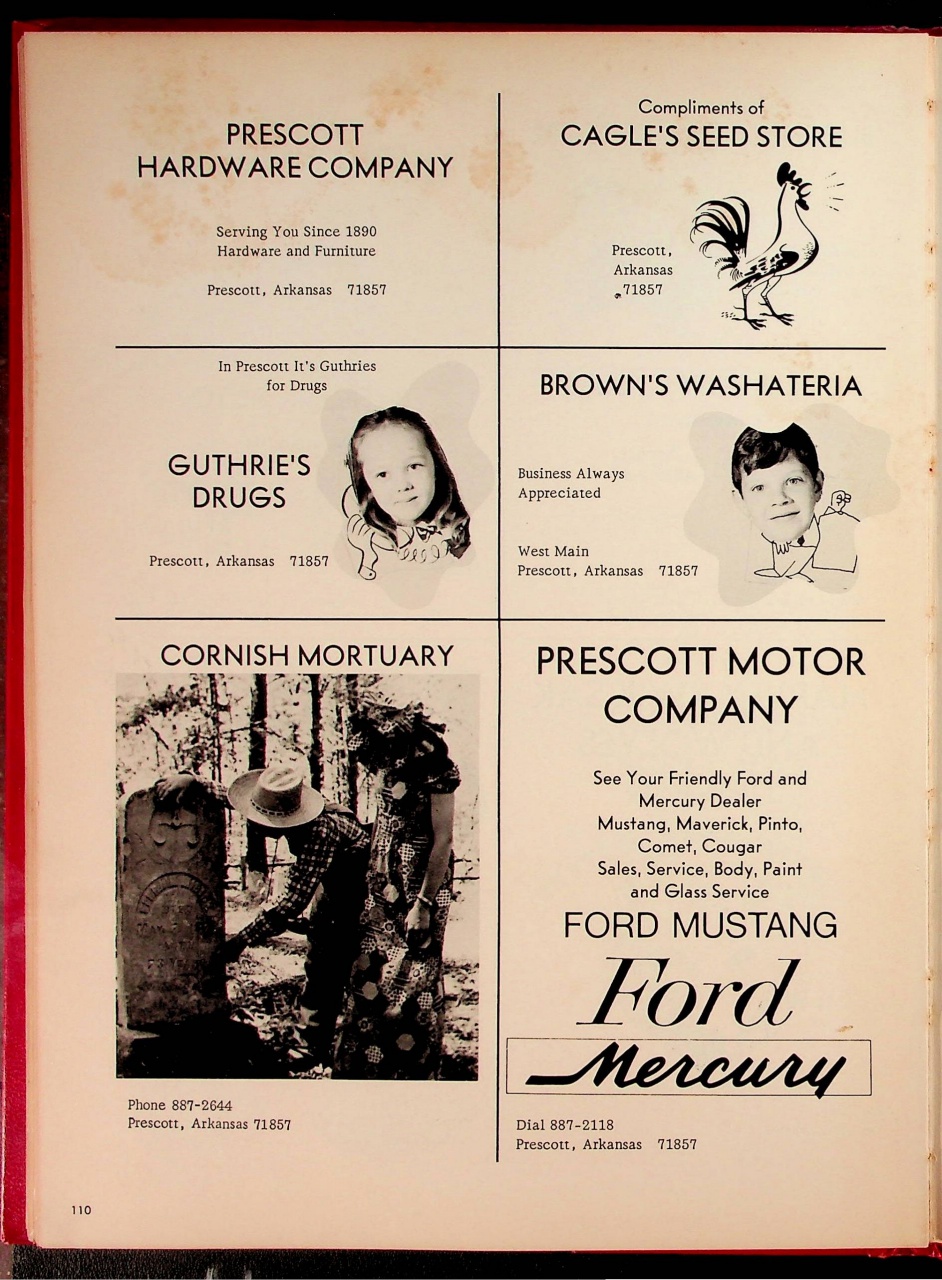 PRESCOTT
HARDWARE COMPANY
Serving You Since 1890
Hardware and Furniture
Prescott, Arkansas 71857
Compliments of
CAGLE'S SEED STORE
Prescott,
Arkansas
71857
In Prescott It's Guthries
for Drugs
GUTHRIE'S
DRUGS
Prescott, Arkansas 71857
BROWN'S WASHATERIA
Business Always
Appreciated
West Main
Prescott, Arkansas 71857
CORNISH MORTUARY
Phone 887-2644
Prescott, Arkansas 71857
PRESCOTT MOTOR
COMPANY
See Your Friendly Ford and
Mercury Dealer
Mustang, Maverick, Pinto,
Comet, Cougar
Sales, Service, Body, Paint
and Glass Service
FORD MUSTANG
Ford
Mercury
Dial 887-2118
Prescott, Arkansas 71857
110